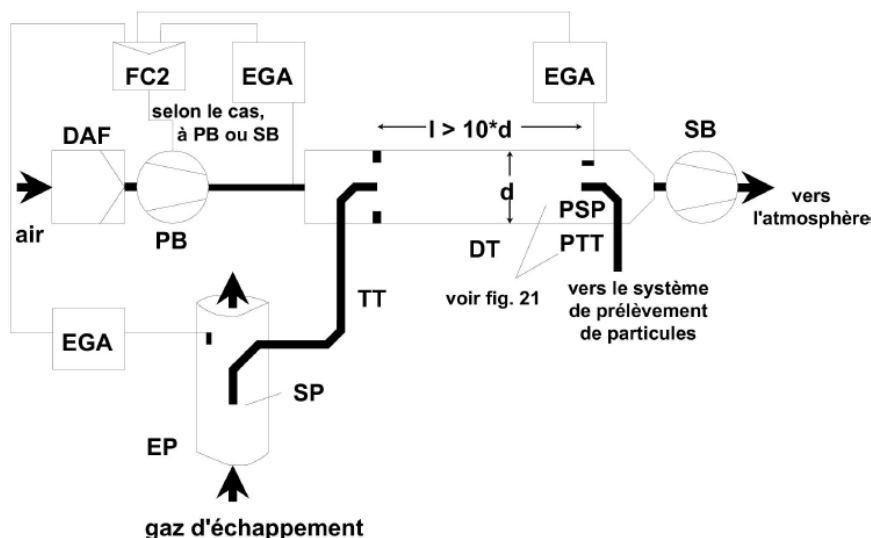 FC2
EGA
EGA
selon le cas,
à PB ou SB
DAF
l > 10*d
SB
d
air
PB
PSP
DT
PTT
vers
l'atmosphère
voir fig. 21
vers le système
de prélèvement
de particules
TT
EGA
SP
EP
gaz d'échappement